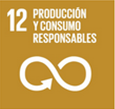 12 PRODUCCIÓN
Y CONSUMO
RESPONSABLES